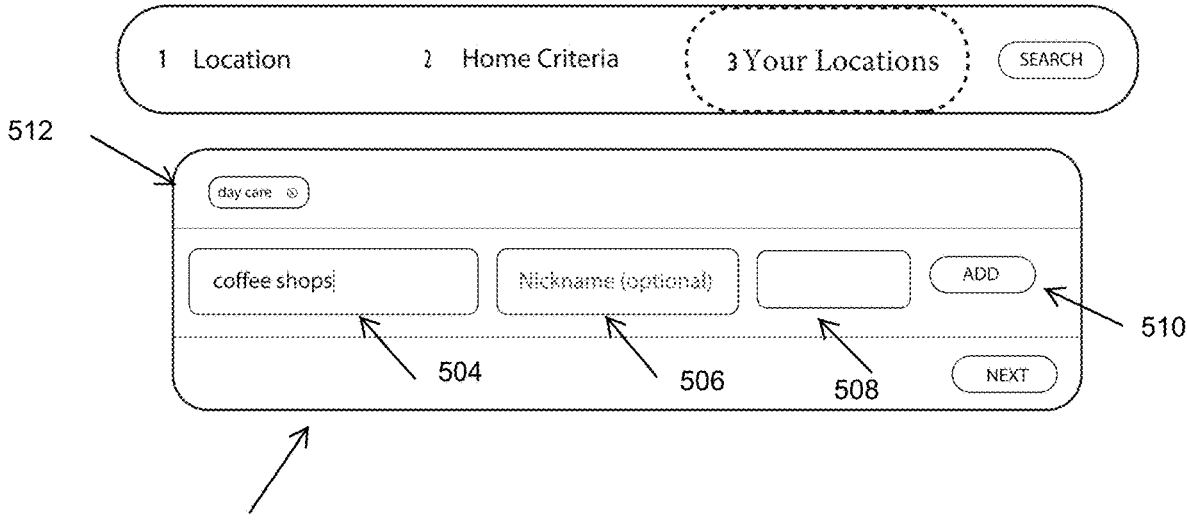 1 Location 2 Home Criteria 3 Your Locations SEARCH
512
day care ⊗
coffee shops Nickname (optional) ADD
510
504 506 508
NEXT